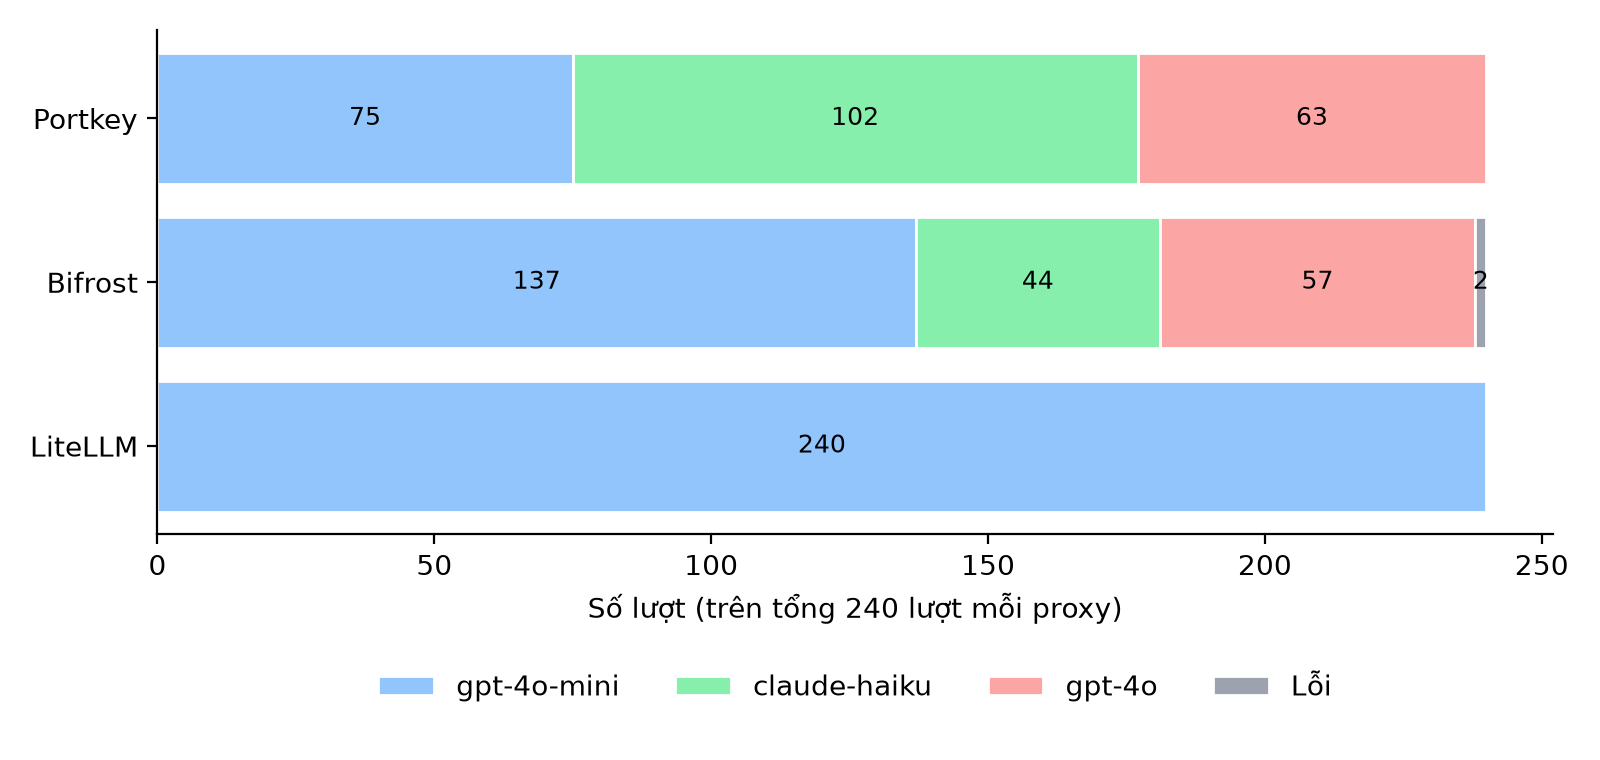 Portkey 75 102 63
Bifrost 137 44 57 2
LiteLLM 240
0 50 100 150 200 250
Số lượt (trên tổng 240 lượt mỗi proxy)
gpt-4o-mini claude-haiku gpt-4o Lỗi